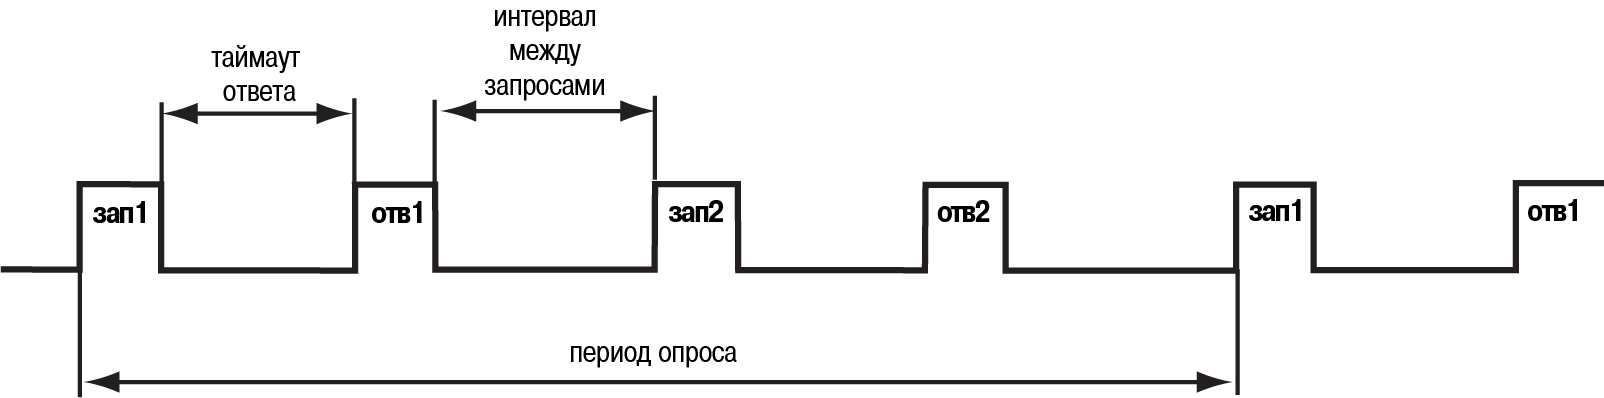 таймаут
ответа
интервал
между
запросами
зап1
отв1
зап2
отв2
зап1
отв1
период опроса